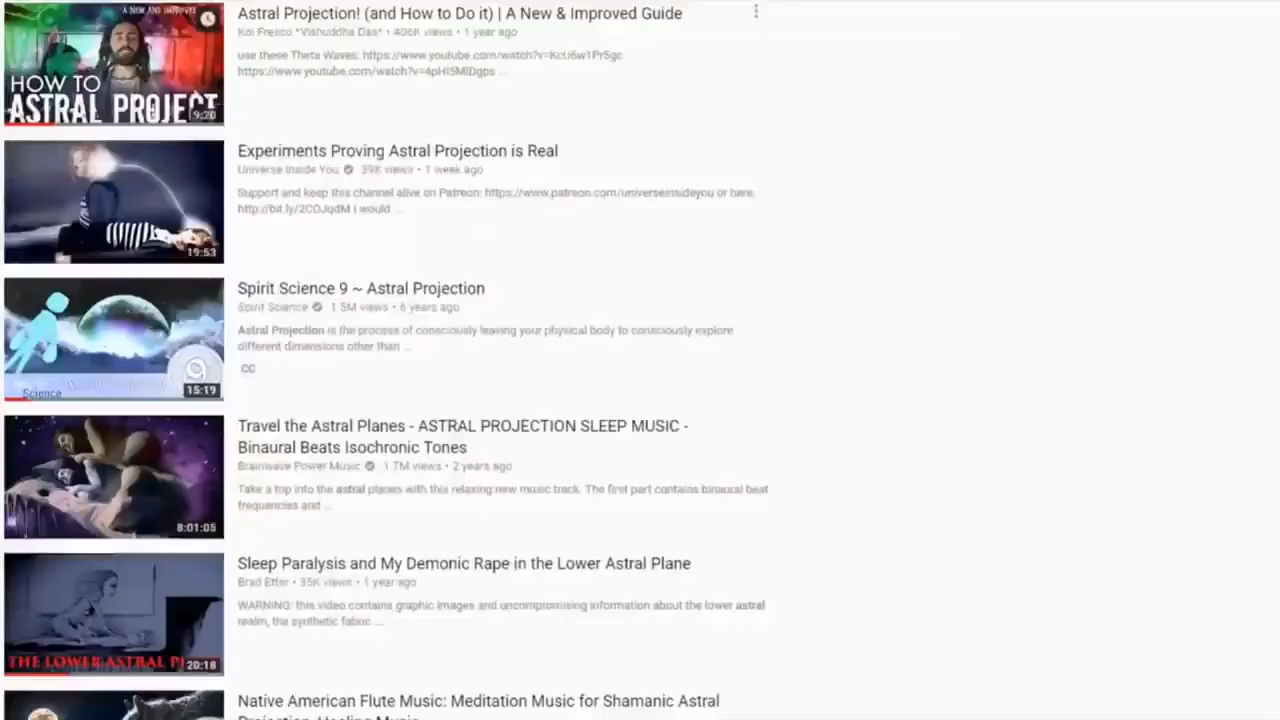 A NEW AND IMPROVE
HOW TO
ASTRAL PROJECT
9:20
Astral Projection! (and How to Do it) | A New & Improved Guide
Koi Fresco "Vishuddha Das" • 406K views • 1 year ago
use these Theta Waves: https://www.youtube.com/watch?v=KcU6w1Pr5gc
https://www.youtube.com/watch?v=4pHI5MIDgps ...
19:53
Experiments Proving Astral Projection is Real
Universe Inside You 39K views • 1 week ago
Support and keep this channel alive on Patreon: https://www.patreon.com/universeinsideyou or here.
http://bit.ly/2CDJqdM I would ...
Science
9
15:19
Spirit Science 9 ~ Astral Projection
Spirit Science 1.5M views • 6 years ago
Astral Projection is the process of consciously leaving your physical body to consciously explore
different dimensions other than ...
CC
8:01:05
Travel the Astral Planes - ASTRAL PROJECTION SLEEP MUSIC -
Binaural Beats Isochronic Tones
Brainwave Power Music 1.7M views • 2 years ago
Take a trip into the astral planes with this relaxing new music track. The first part contains binaural beat
frequencies and ...
THE LOWER ASTRAL Pl
20:18
Sleep Paralysis and My Demonic Rape in the Lower Astral Plane
Brad Etter • 35K views • 1 year ago
WARNING: this video contains graphic images and uncompromising information about the lower astral
realm, the synthetic fabric ...
Native American Flute Music: Meditation Music for Shamanic Astral
Projection, Healing Music